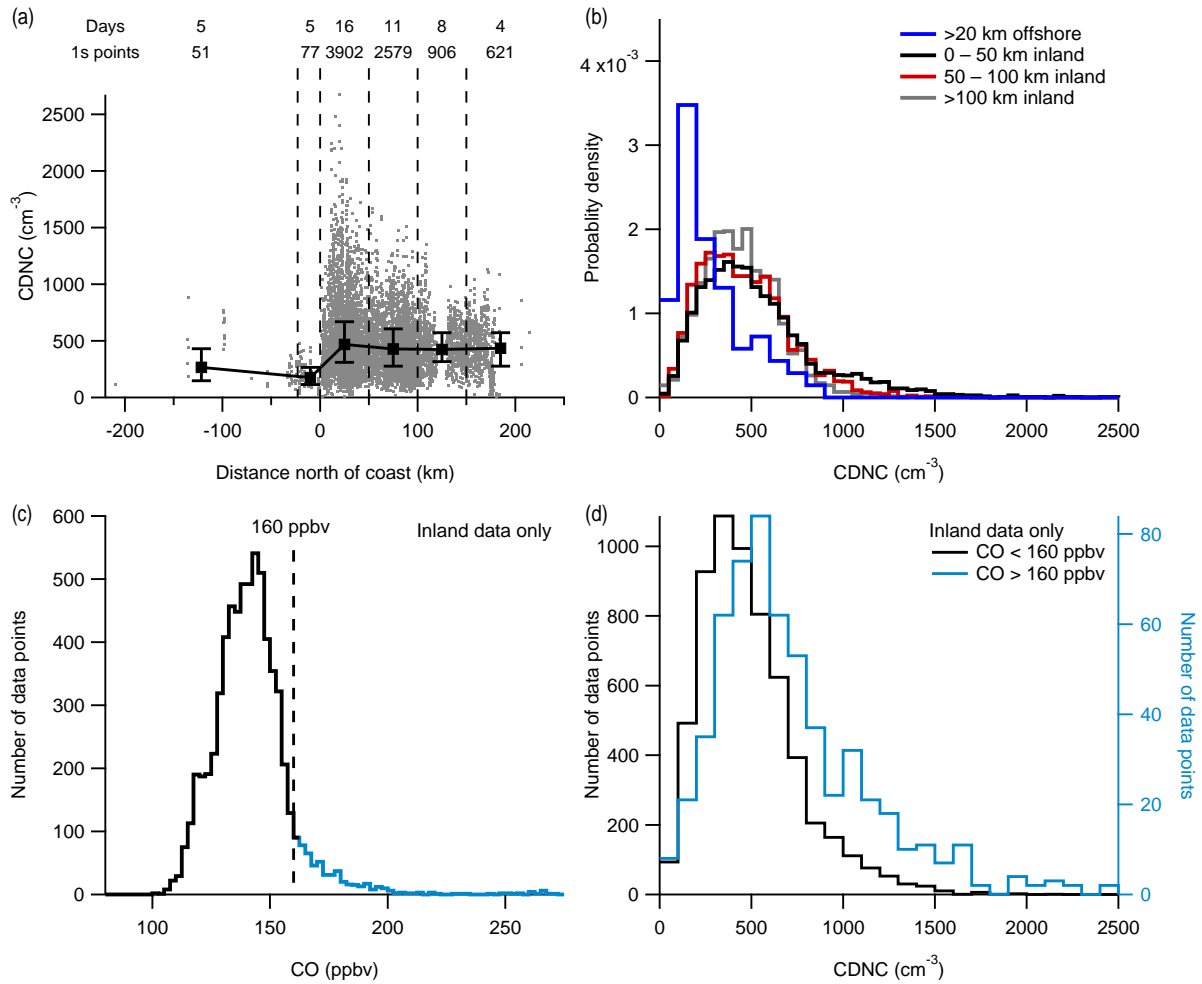 (a)
Days 5 5 16 11 8 4
1s points 51 77 3902 2579 906 621
2500
2000
1500
1000
500
0
CDNC (cm-3)
-200 -100 0 100 200
Distance north of coast (km)
(b)
>20 km offshore
0 – 50 km inland
50 – 100 km inland
>100 km inland
4 x10-3
3
2
1
0
Probablity density
0 500 1000 1500 2000 2500
CDNC (cm-3)
(c)
160 ppbv
Inland data only
600
500
400
300
200
100
0
Number of data points
100 150 200 250
CO (ppbv)
(d)
Inland data only
CO < 160 ppbv
CO > 160 ppbv
1000
800
600
400
200
0
Number of data points
80
60
40
20
0
Number of data points
0 500 1000 1500 2000 2500
CDNC (cm-3)